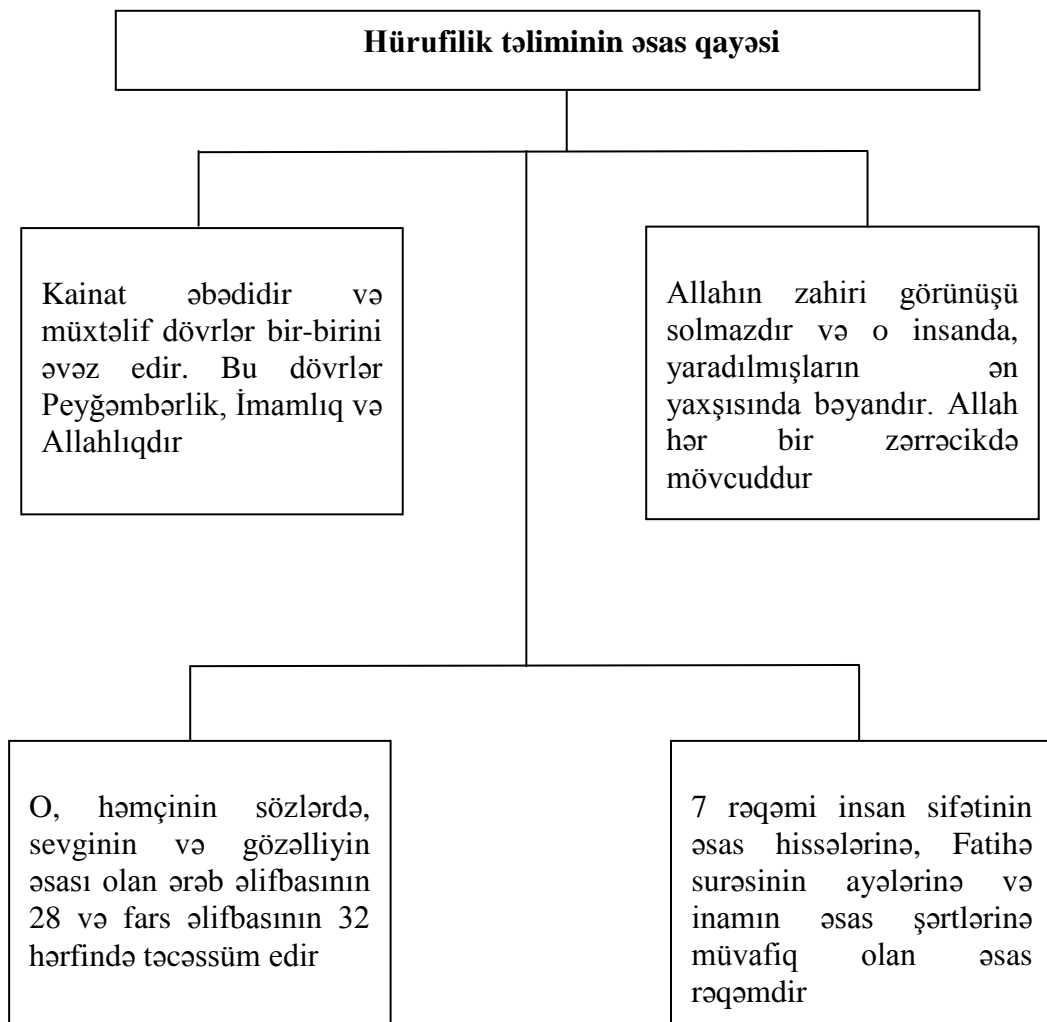 Hürufilik təliminin əsas qayəsi
Kainat əbədidir və
müxtəlif dövrlər bir-birini
əvəz edir. Bu dövrlər
Peyğəmbərlik, İmamlıq və
Allahlıqdır
Allahın zahiri görünüşü
solmazdır və o insanda,
yaradılmışların ən
yaxşısında bəyandır. Allah
hər bir zərrəcikdə
mövcuddur
O, həmçinin sözlərdə,
sevginin və gözəlliyin
əsası olan ərəb əlifbasının
28 və fars əlifbasının 32
hərfində təcəssüm edir
7 rəqəmi insan sifətinin
əsas hissələrinə, Fatihə
surəsinin ayələrinə və
inamın əsas şərtlərinə
müvafiq olan əsas
rəqəmdir